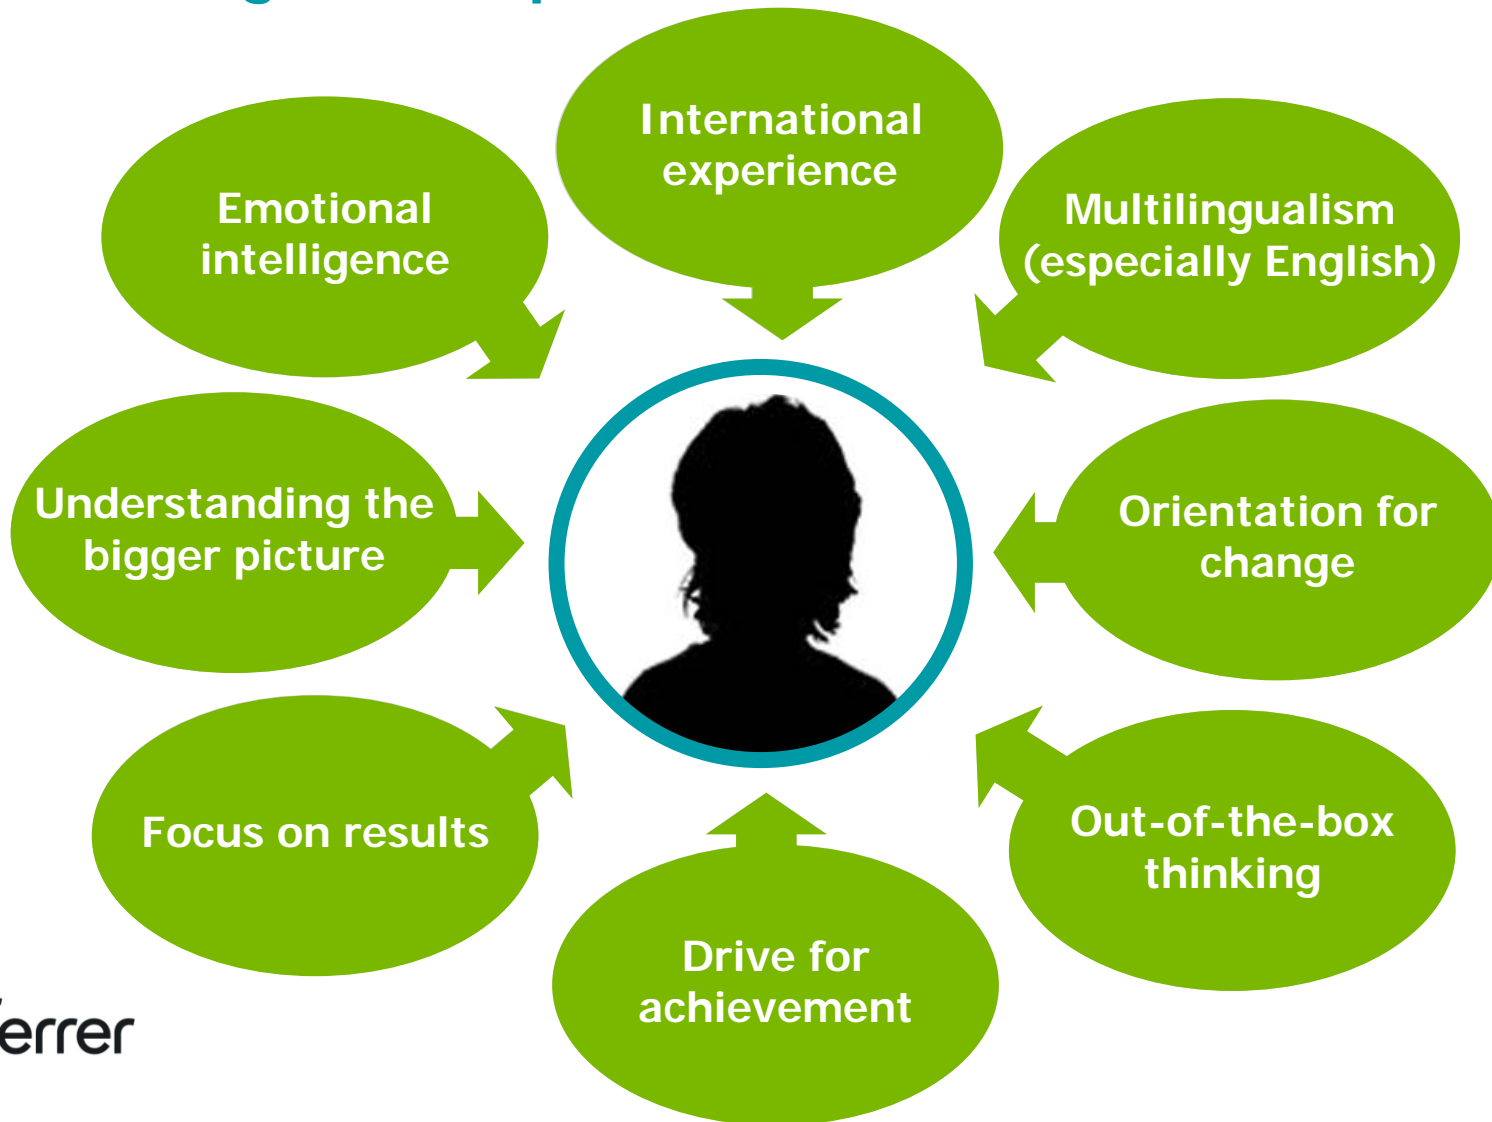 International
experience
Emotional
intelligence
Multilingualism
(especially English)
Understanding the
bigger picture
Orientation for
change
Focus on results
Out-of-the-box
thinking
Drive for
achievement